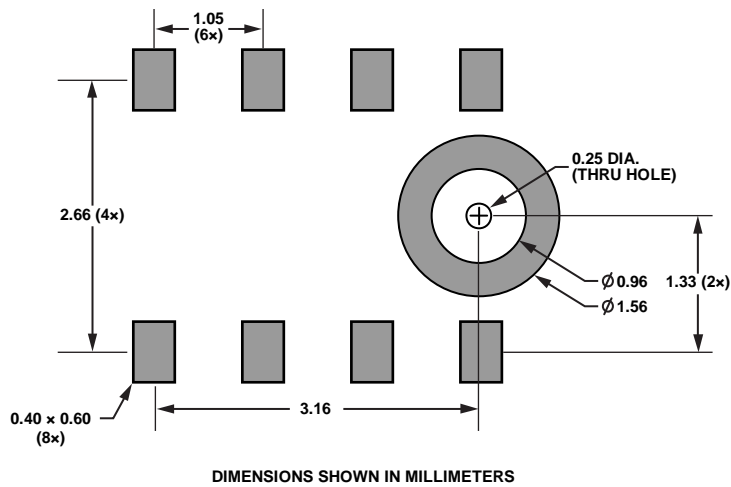 1.05
(6×)
0.25 DIA.
(THRU HOLE)
2.66 (4×)
Ø 0.96
1.33 (2×)
Ø 1.56
3.16
0.40 × 0.60
(8×)
DIMENSIONS SHOWN IN MILLIMETERS